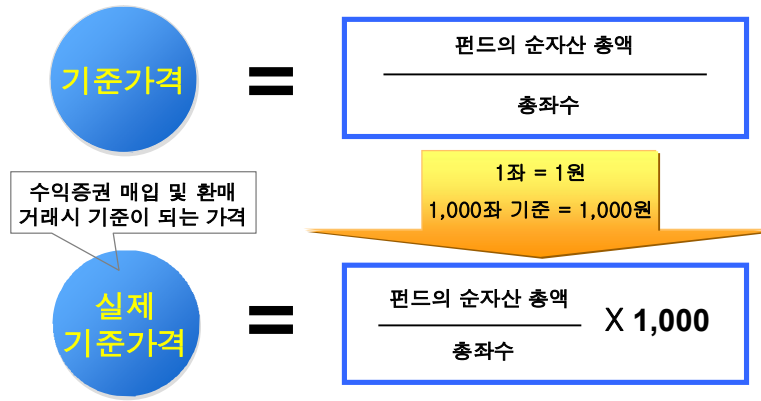 기준가격
=
펀드의 순자산 총액
총좌수
1좌 = 1원
1,000좌 기준 = 1,000원
수익증권 매입 및 환매
거래시 기준이 되는 가격
실제
기준가격
=
펀드의 순자산 총액
총좌수
X 1,000